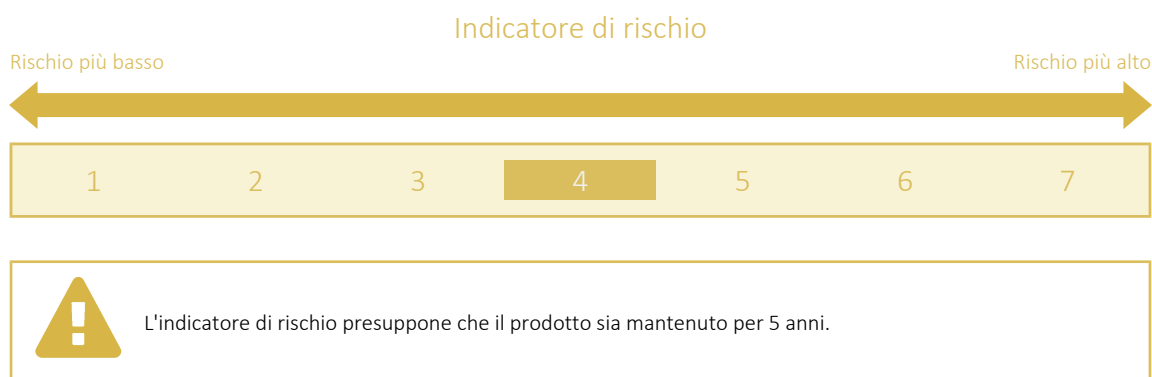 Indicatore di rischio
Rischio più basso Rischio più alto
1 2 3 4 5 6 7
L'indicatore di rischio presuppone che il prodotto sia mantenuto per 5 anni.